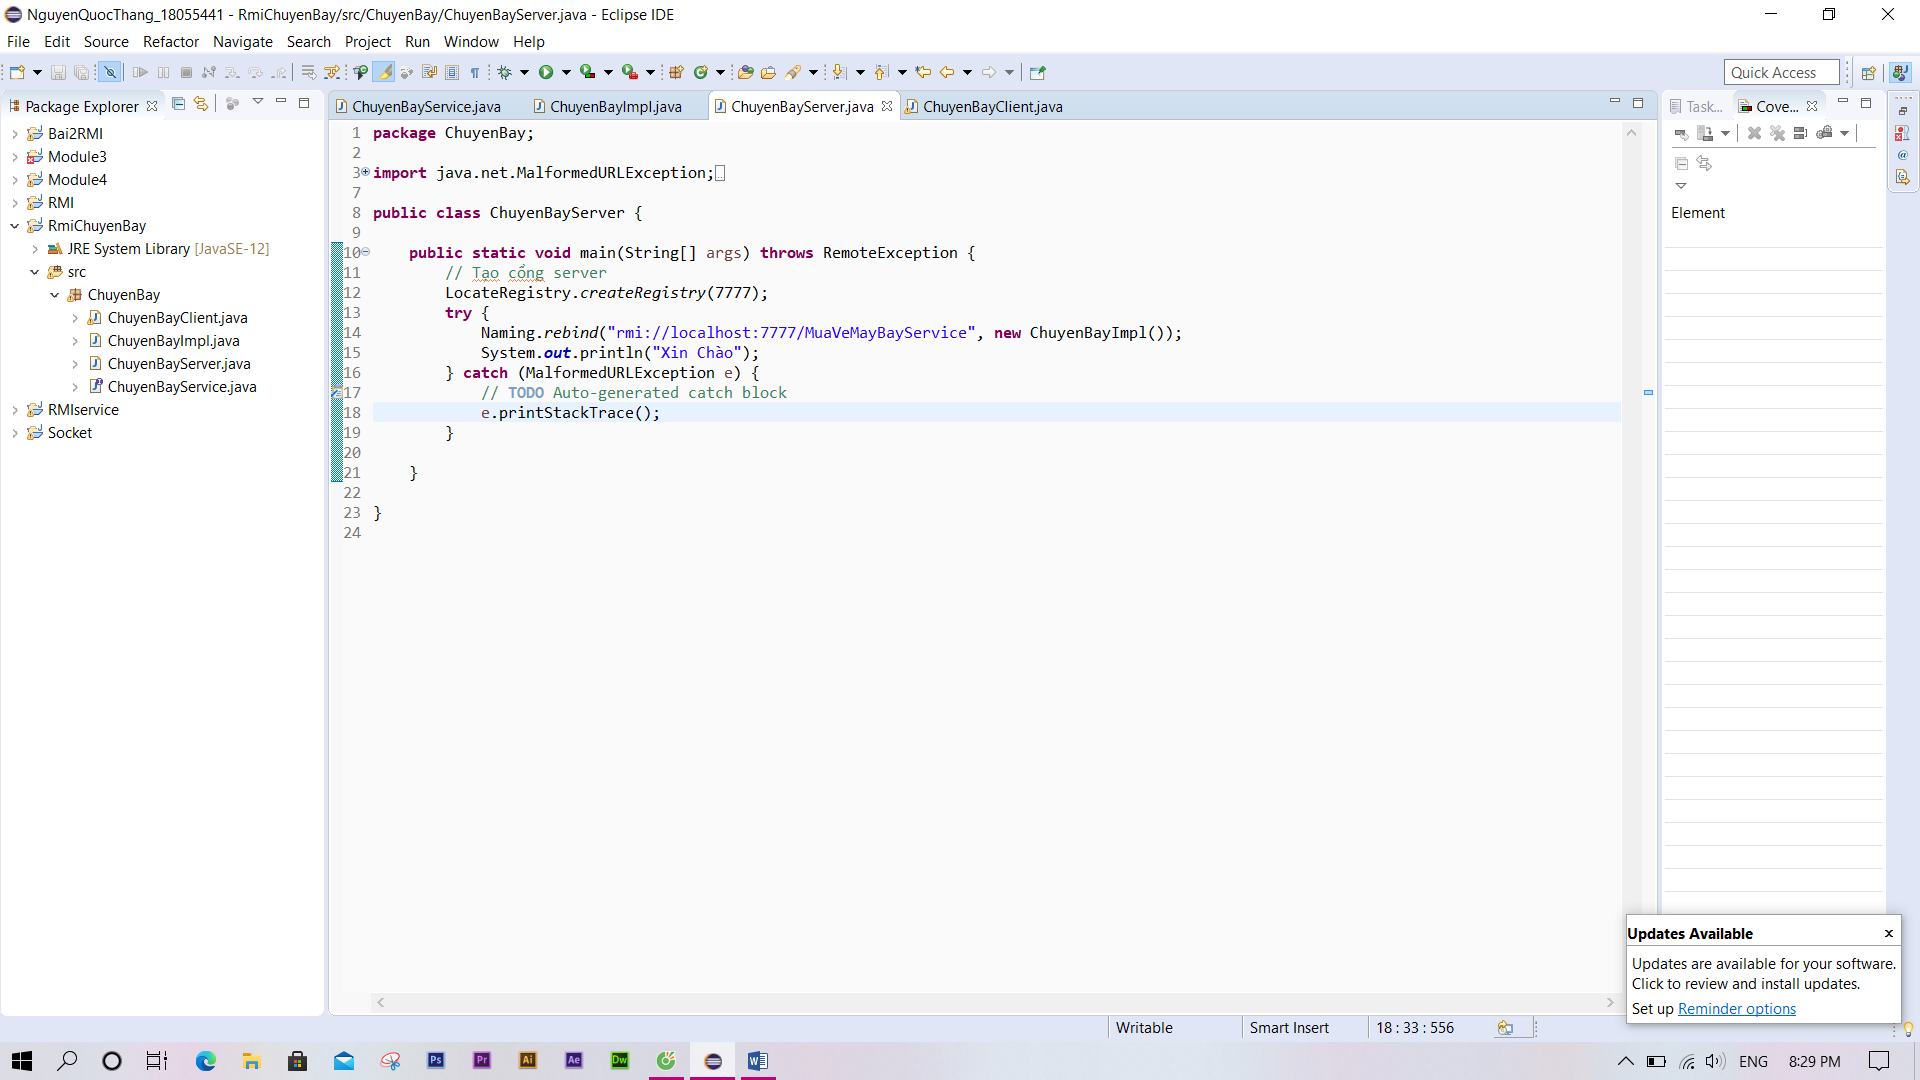 NguyenQuocThang_18055441 - RmiChuyenBay/src/ChuyenBay/ChuyenBayServer.java - Eclipse IDE
File Edit Source Refactor Navigate Search Project Run Window Help
Quick Access
Package Explorer
Bai2RMI
Module3
Module4
RMI
RmiChuyenBay
JRE System Library [JavaSE-12]
src
ChuyenBay
ChuyenBayClient.java
ChuyenBayImpl.java
ChuyenBayServer.java
ChuyenBayService.java
RMIservice
Socket
ChuyenBayService.java ChuyenBayImpl.java ChuyenBayServer.java ChuyenBayClient.java
1 package ChuyenBay;
2
3 import java.net.MalformedURLException;
7
8 public class ChuyenBayServer {
9
10 public static void main(String[] args) throws RemoteException {
11 // Tạo cổng server
12 LocateRegistry.createRegistry(7777);
13 try {
14 Naming.rebind("rmi://localhost:7777/MuaVeMayBayService", new ChuyenBayImpl());
15 System.out.println("Xin Chào");
16 } catch (MalformedURLException e) {
17 // TODO Auto-generated catch block
18 e.printStackTrace();
19 }
20
21 }
22
23 }
24
Task... Cove...
Element
Updates Available
Updates are available for your software.
Click to review and install updates.
Set up Reminder options
Writable Smart Insert 18 : 33 : 556
Ps Pr Ai Ae Dw
ENG 8:29 PM